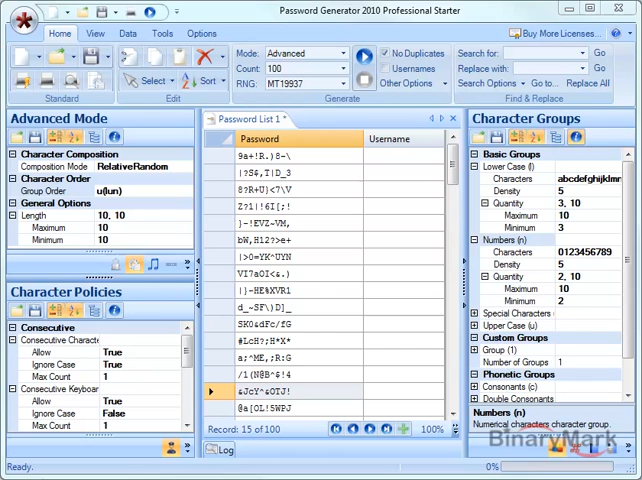 Password Generator 2010 Professional Starter
Home View Data Tools Options Buy More Licenses...
Mode: Advanced
Count: 100
RNG: MT19937
No Duplicates
Usernames
Other Options
Search for: Go
Replace with: Go
Search Options Go to... Replace All
Select Sort
Standard Edit Generate Find & Replace
Advanced Mode
Character Composition
Composition Mode RelativeRandom
Character Order
Group Order u(lun)
General Options
Length 10, 10
Maximum 10
Minimum 10
Character Policies
Consecutive
Consecutive Characte
Allow True
Ignore Case True
Max Count 1
Consecutive Keyboar
Allow True
Ignore Case False
Max Count 1
Password List 1 *
Password Username
9a+!R.)8-\
|?S$,T|D_3
8?R+U)<?\V
Z?1|!6I[;!
}-!EVZ~VM,
bW,H12?>e+
|>0=YK^UYN
VI7aOI<&.)
|}-HE%XVR1
d_~SF\)D]_
SK0&dFc/fG
#LcH?;H*X*
a;^ME,;R:G
/1(N@B^&!4
&JcY^&OTJ!
@a[OL!5WPJ
Record: 15 of 100 100%
Log
Character Groups
Basic Groups
Lower Case (l)
Characters abcdefghijklmn
Density 5
Quantity 3, 10
Maximum 10
Minimum 3
Numbers (n)
Characters 0123456789
Density 5
Quantity 2, 10
Maximum 10
Minimum 2
Special Characters
Upper Case (u)
Custom Groups
Group (1)
Number of Groups 1
Phonetic Groups
Consonants (c)
Double Consonants
Numbers (n)
Numerical characters character group.
BinaryMark
Ready. 0%